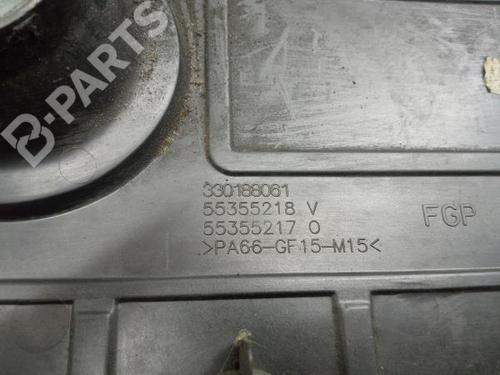 B-PARTS
330188061
55355218 V
55355217 O
>PA66-GF15-M15<
FGP